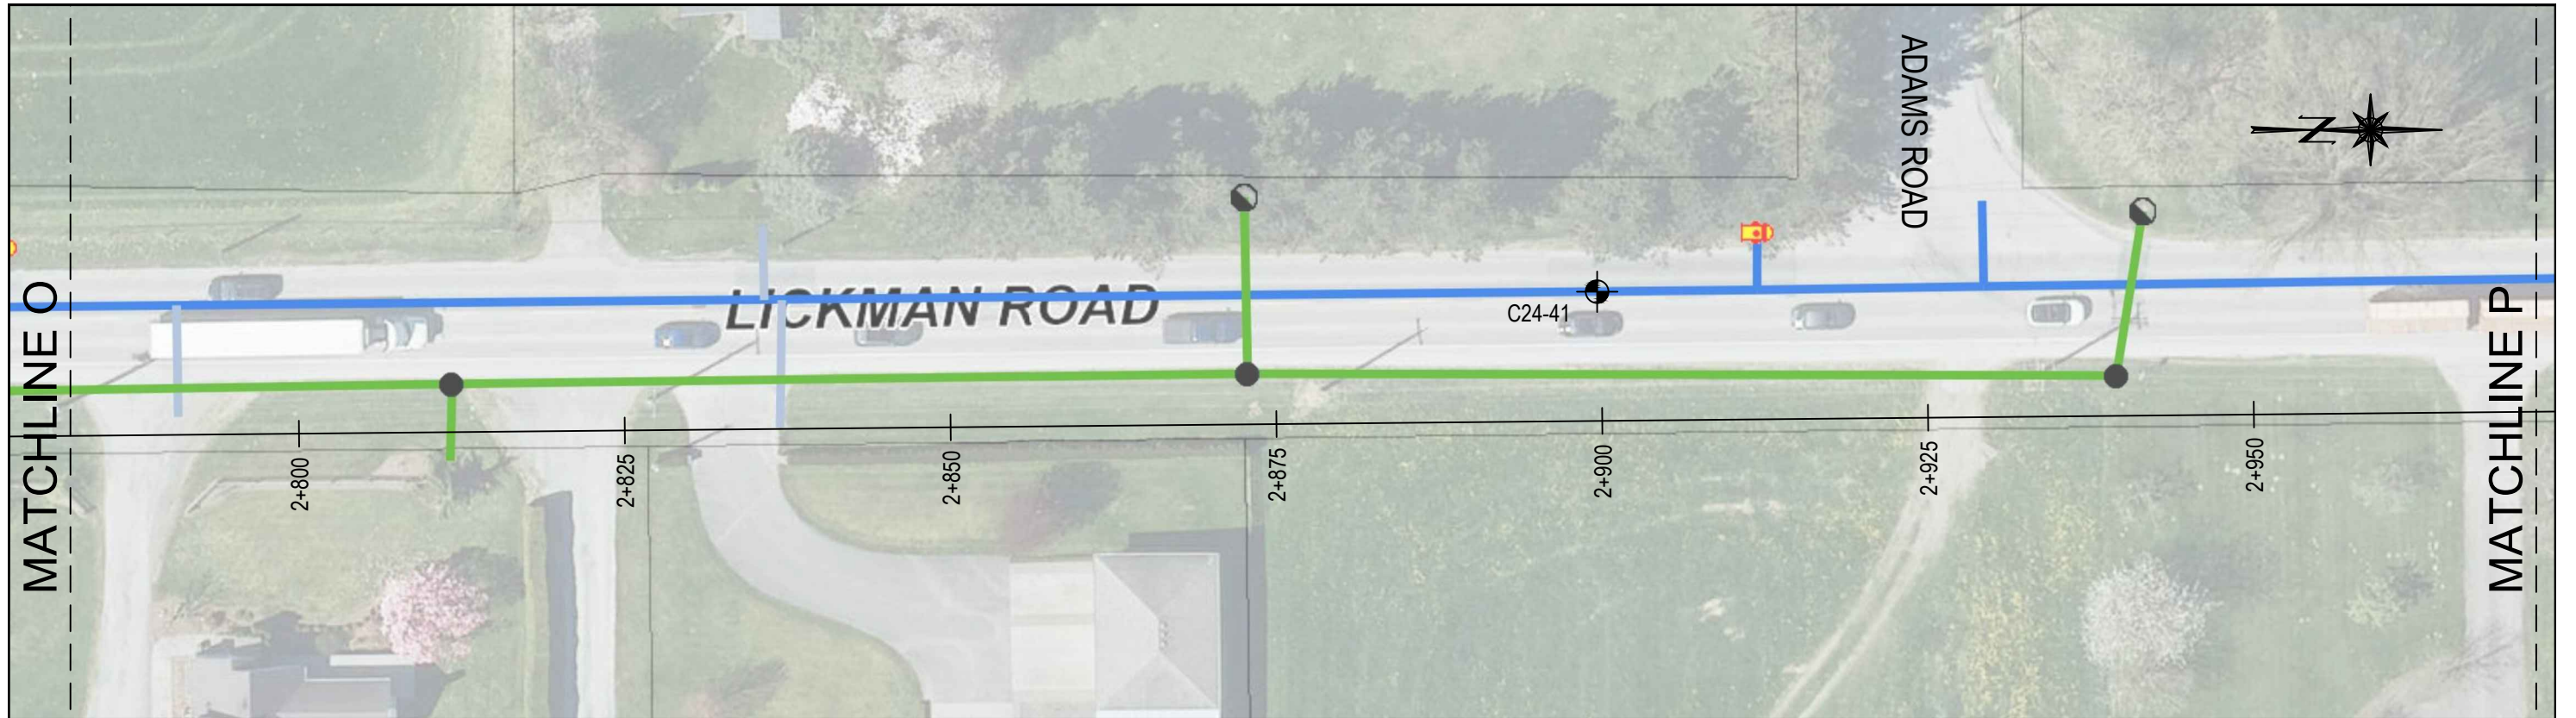 MATCHLINE O
LICKMAN ROAD
C24-41
ADAMS ROAD
N
MATCHLINE P
2+800
2+825
2+850
2+875
2+900
2+925
2+950